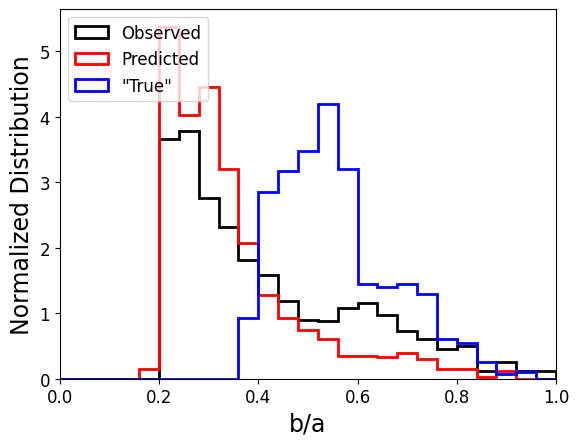 Observed
Predicted
"True"
Normalized Distribution
5
4
3
2
1
0
0.0 0.2 0.4 0.6 0.8 1.0
b/a